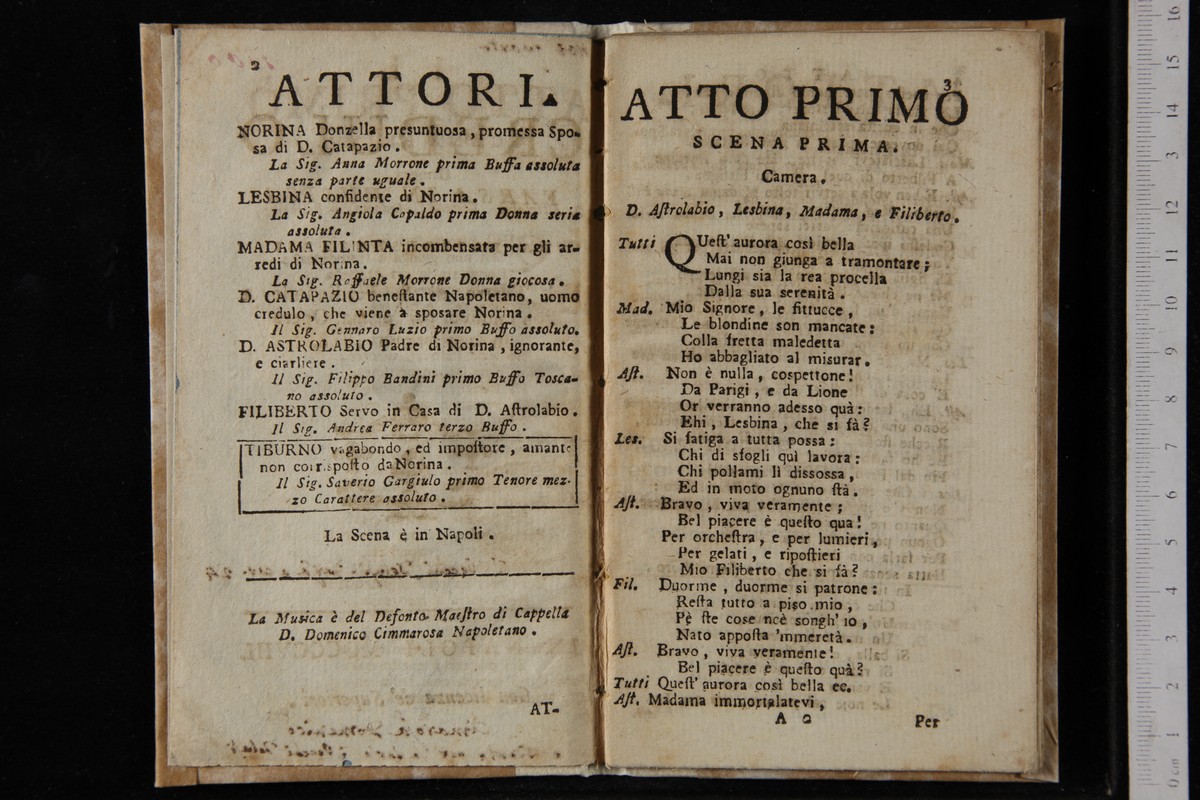 2
ATTORI.
NORINA Donzella presuntuosa, promessa Spo-
sa di D. Catapazio.
La Sig. Anna Morrone prima Buffa assoluta
senza parte uguale.
LESBINA confidente di Norina.
La Sig. Angiola Capaldo prima Donna seria
assoluta.
MADAMA FILINTA incombensata per gli ar-
redi di Norina.
La Sig. Raffaele Morrone Donna giocosa.
D. CATAPAZIO beneſtante Napoletano, uomo
credulo, che viene à sposare Norina.
Il Sig. Gennaro Luzio primo Buffo assoluto.
D. ASTROLABIO Padre di Norina, ignorante,
e ciarliere.
Il Sig. Filippo Bandini primo Buffo Tosca-
no assoluto.
FILIBERTO Servo in Casa di D. Aſtrolabio.
Il Sig. Andrea Ferraro terzo Buffo.
TIBURNO vagabondo, ed impoſtore, amante
non corrispoſto da Norina.
Il Sig. Saverio Gargiulo primo Tenore mez-
zo Carattere assoluto.
La Scena è in Napoli.
La Musica è del Defonto Maeſtro di Cappella
D. Domenico Cimmarosa Napoletano.
AT-
3
ATTO PRIMO
SCENA PRIMA.
Camera.
D. Aſtrolabio, Lesbina, Madama, e Filiberto.
Tutti QUeſt' aurora così bella
Mai non giunga a tramontare;
Lungi sia la rea procella
Dalla sua serenità.
Mad. Mio Signore, le fittucce,
Le blondine son mancate:
Colla fretta maledetta
Ho abbagliato al misurar.
Aſt. Non è nulla, cospettone!
Da Parigi, e da Lione
Or verranno adesso quà:
Ehi, Lesbina, che si fà?
Les. Si fatiga a tutta possa:
Chi di sfogli quì lavora:
Chi pollami lì dissossa,
Ed in moto ognuno ſtà.
Aſt. Bravo, viva veramente;
Bel piacere è queſto qua!
Per orcheſtra, e per lumieri,
Per gelati, e ripoſtieri
Mio Filiberto che si fà?
Fil. Duorme, duorme si patrone:
Reſta tutto a piso mio,
Pè ſte cose ncè songh' io,
Nato appoſta 'mmeretà.
Aſt. Bravo, viva veramente!
Bel piacere è queſto quà?
Tutti Queſt' aurora così bella ec.
Aſt. Madama immortalatevi,
A 2
Per